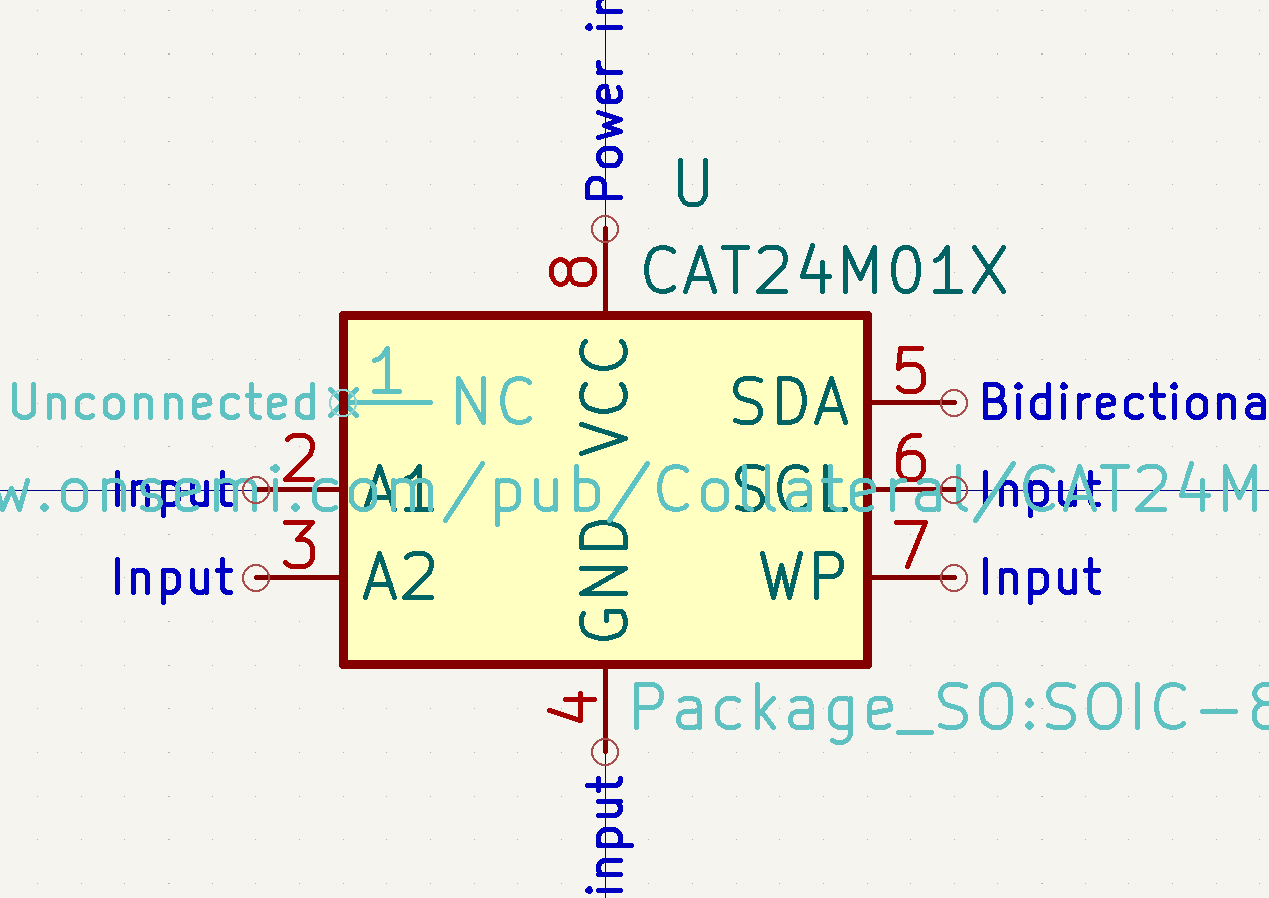 Power in
U
8
CAT24M01X
1
VCC
5
Unconnected
NC
SDA
Bidirectiona
2
6
Input
A1
SCL
Input
w.onsemi.com/pub/Collateral/CAT24M
3
7
Input
A2
GND
WP
Input
4
Package_SO:SOIC-8
input